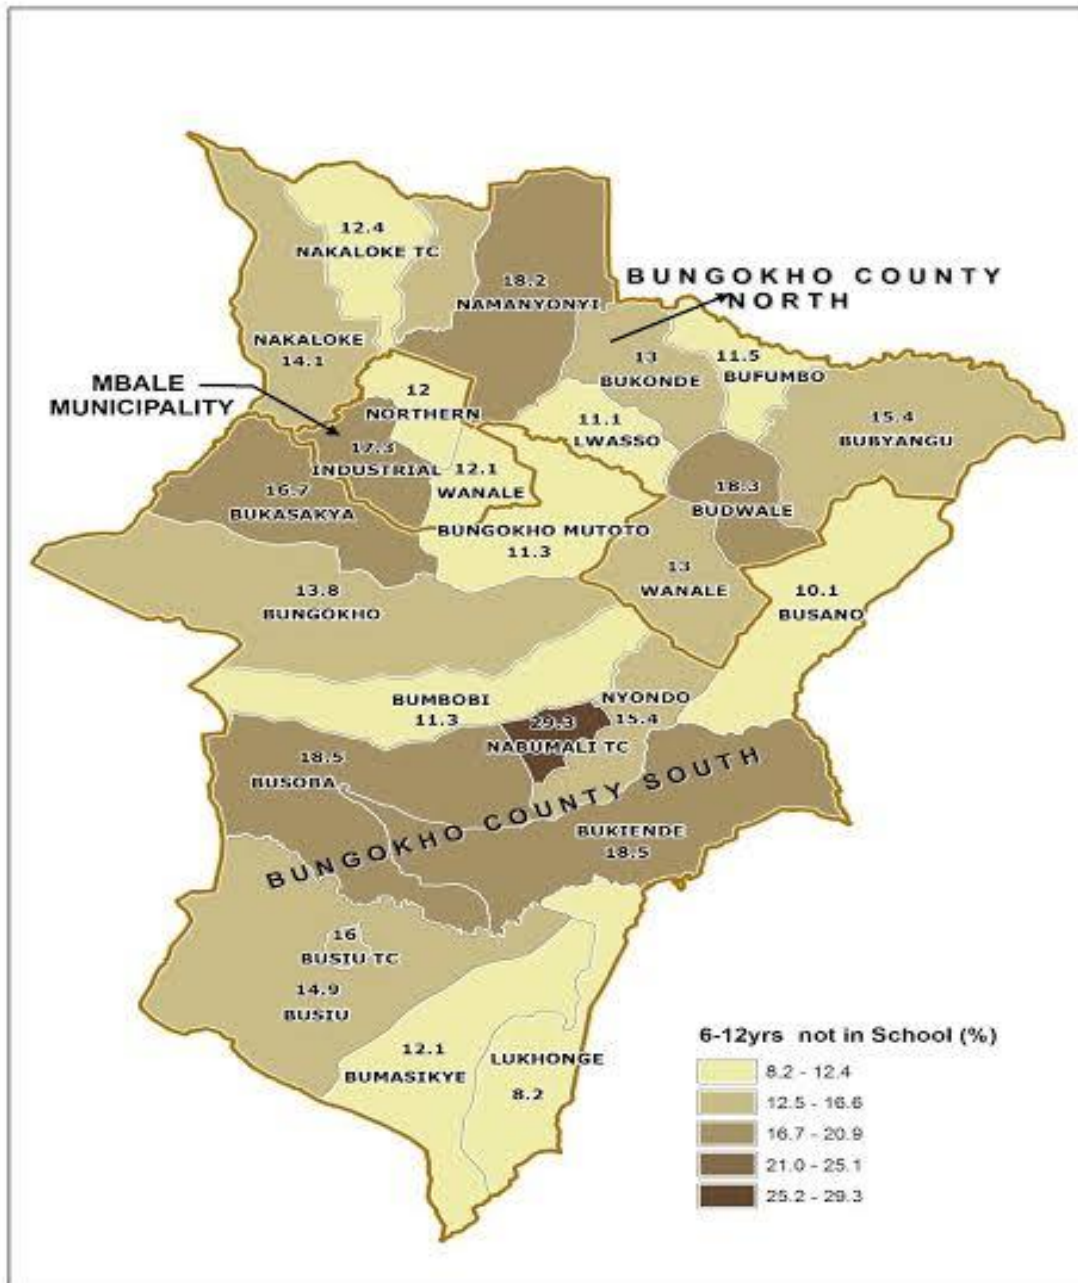 12.4
NAKALOKE TC
18.2
NAMANYONYI
BUNGOKHO COUNTY
NORTH
NAKALOKE
14.1
13
BUKONDE
11.5
BUFUMBO
MBALE
MUNICIPALITY
12
NORTHERN
11.1
LWASSO
15.4
BUBYANGU
17.3
INDUSTRIAL
12.1
WANALE
16.7
BUKASAKYA
18.3
BUDWALE
BUNGOKHO MUTOTO
11.3
13
WANALE
10.1
BUSANO
13.8
BUNGOKHO
BUMBOBI
11.3
NYONDO
15.4
29.3
NABUMALI TC
18.5
BUSOBA
BUNGOKHO COUNTY SOUTH
BUKIENDE
18.5
16
BUSIU TC
14.9
BUSIU
12.1
BUMASIKYE
LUKHONGE
8.2
6-12yrs not in School (%)
8.2 - 12.4
12.5 - 16.6
16.7 - 20.9
21.0 - 25.1
25.2 - 29.3